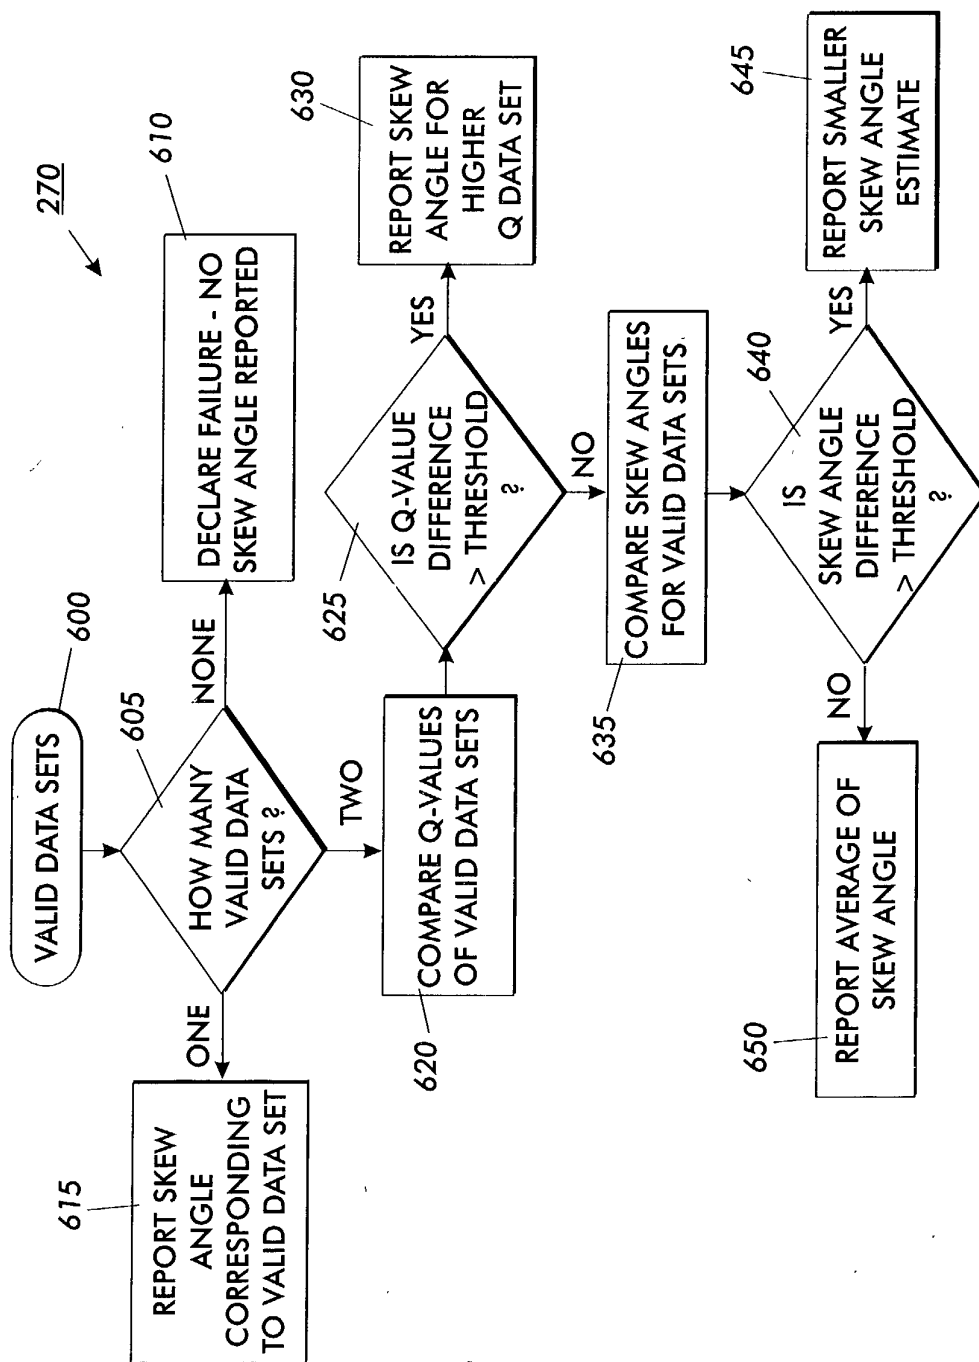 270
600
VALID DATA SETS
605
HOW MANY
VALID DATA
SETS ?
NONE
610
DECLARE FAILURE - NO
SKEW ANGLE REPORTED
ONE
615
REPORT SKEW
ANGLE
CORRESPONDING
TO VALID DATA SET
TWO
620
COMPARE Q-VALUES
OF VALID DATA SETS
625
IS Q-VALUE
DIFFERENCE
> THRESHOLD
?
YES
630
REPORT SKEW
ANGLE FOR
HIGHER
Q DATA SET
NO
635
COMPARE SKEW ANGLES
FOR VALID DATA SETS
640
IS
SKEW ANGLE
DIFFERENCE
> THRESHOLD
?
YES
645
REPORT SMALLER
SKEW ANGLE
ESTIMATE
NO
650
REPORT AVERAGE OF
SKEW ANGLE